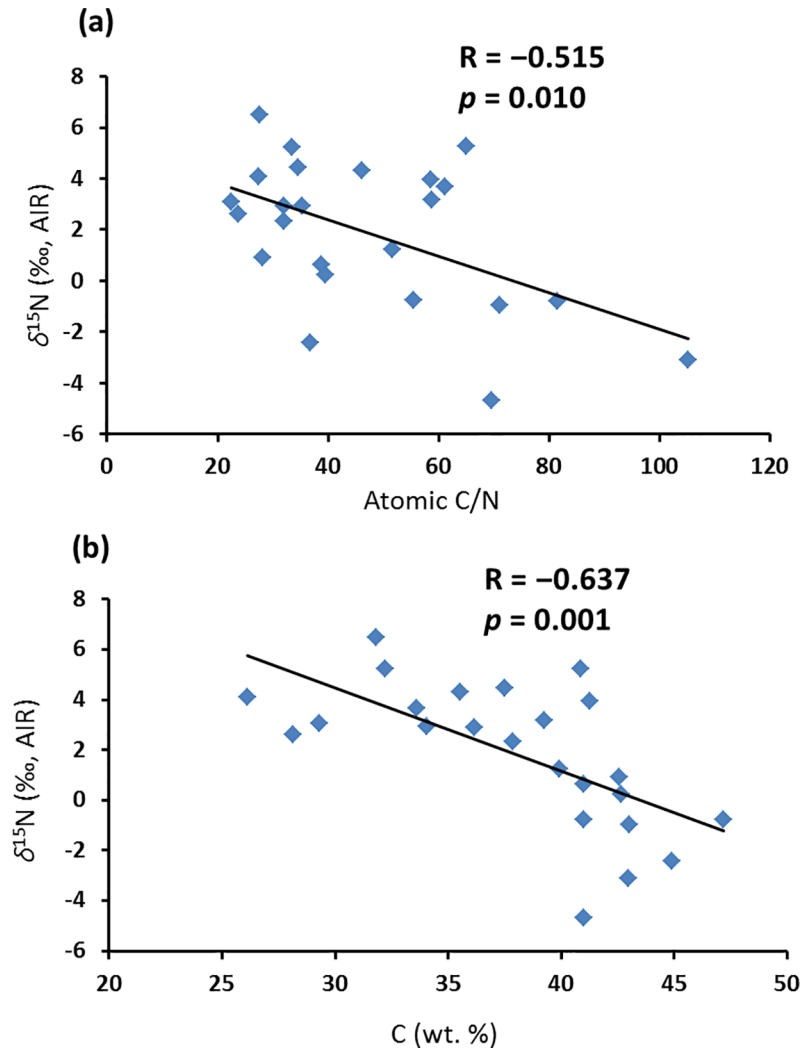 (a)
R = −0.515
p = 0.010
8
6
4
2
0
-2
-4
-6
δ¹⁵N (‰, AIR)
0 20 40 60 80 100 120
Atomic C/N
(b)
R = −0.637
p = 0.001
8
6
4
2
0
-2
-4
-6
δ¹⁵N (‰, AIR)
20 25 30 35 40 45 50
C (wt. %)